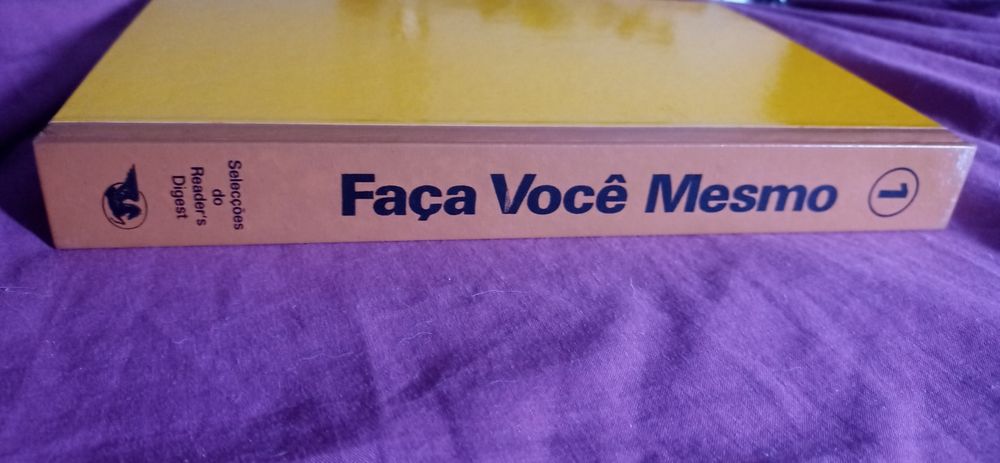 Selecções
do
Reader's
Digest
Faça Você Mesmo
1